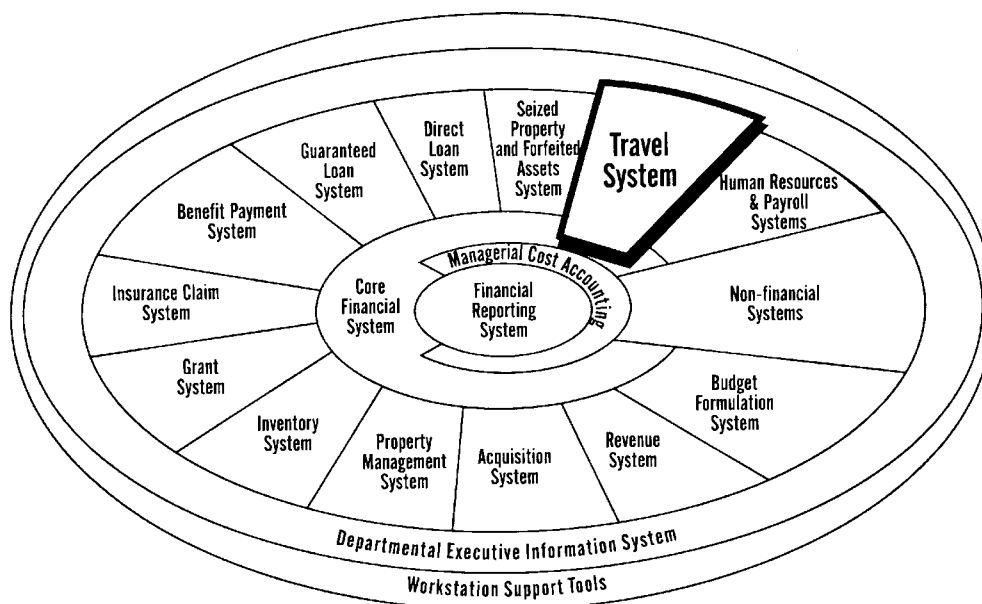 Seized
Property
and Forfeited
Assets
System
Travel
System
Direct
Loan
System
Guaranteed
Loan
System
Human Resources
& Payroll
Systems
Benefit Payment
System
Managerial Cost Accounting
Core
Financial
System
Financial
Reporting
System
Insurance Claim
System
Non-financial
Systems
Grant
System
Budget
Formulation
System
Inventory
System
Property
Management
System
Acquisition
System
Revenue
System
Departmental Executive Information System
Workstation Support Tools